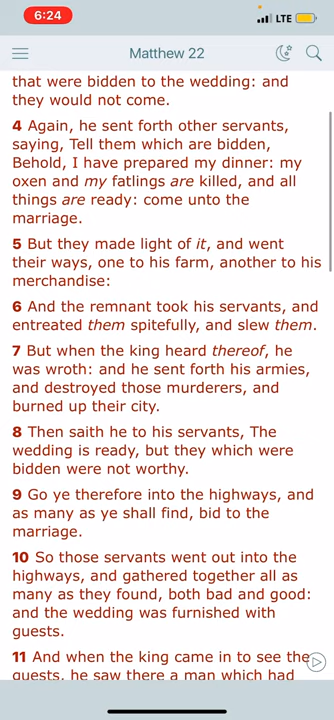 6:24
LTE
Matthew 22
that were bidden to the wedding: and
they would not come.
4 Again, he sent forth other servants,
saying, Tell them which are bidden,
Behold, I have prepared my dinner: my
oxen and my fatlings are killed, and all
things are ready: come unto the
marriage.
5 But they made light of it, and went
their ways, one to his farm, another to his
merchandise:
6 And the remnant took his servants, and
entreated them spitefully, and slew them.
7 But when the king heard thereof, he
was wroth: and he sent forth his armies,
and destroyed those murderers, and
burned up their city.
8 Then saith he to his servants, The
wedding is ready, but they which were
bidden were not worthy.
9 Go ye therefore into the highways, and
as many as ye shall find, bid to the
marriage.
10 So those servants went out into the
highways, and gathered together all as
many as they found, both bad and good:
and the wedding was furnished with
guests.
11 And when the king came in to see the
guests, he saw there a man which had